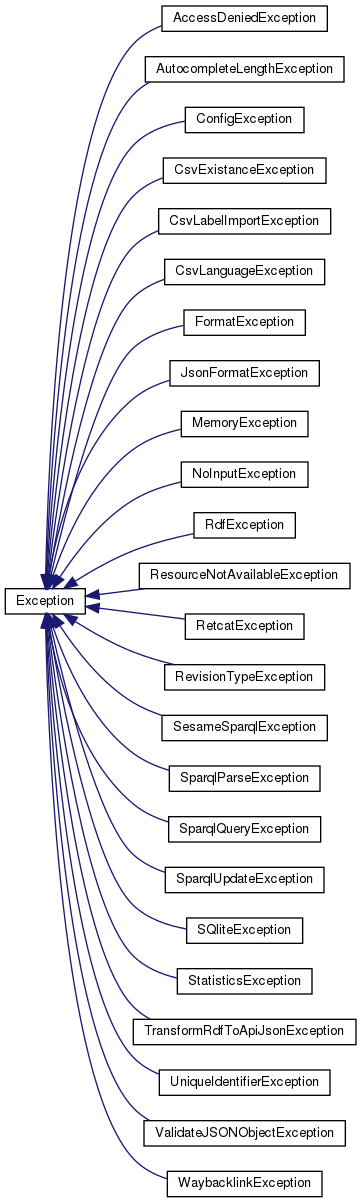 AccessDeniedException
AutocompleteLengthException
ConfigException
CsvExistanceException
CsvLabelImportException
CsvLanguageException
FormatException
JsonFormatException
MemoryException
NoInputException
RdfException
ResourceNotAvailableException
Exception
RetcatException
RevisionTypeException
SesameSparqlException
SparqlParseException
SparqlQueryException
SparqlUpdateException
SQliteException
StatisticsException
TransformRdfToApiJsonException
UniqueIdentifierException
ValidateJSONObjectException
WaybacklinkException